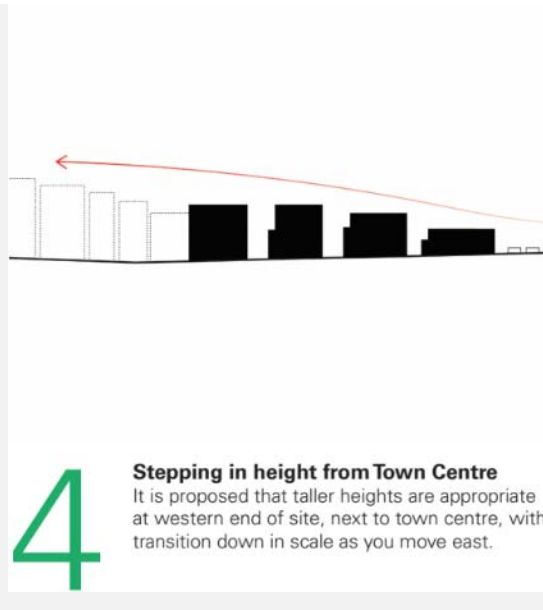 4
Stepping in height from Town Centre
It is proposed that taller heights are appropriate
at western end of site, next to town centre, with
transition down in scale as you move east.